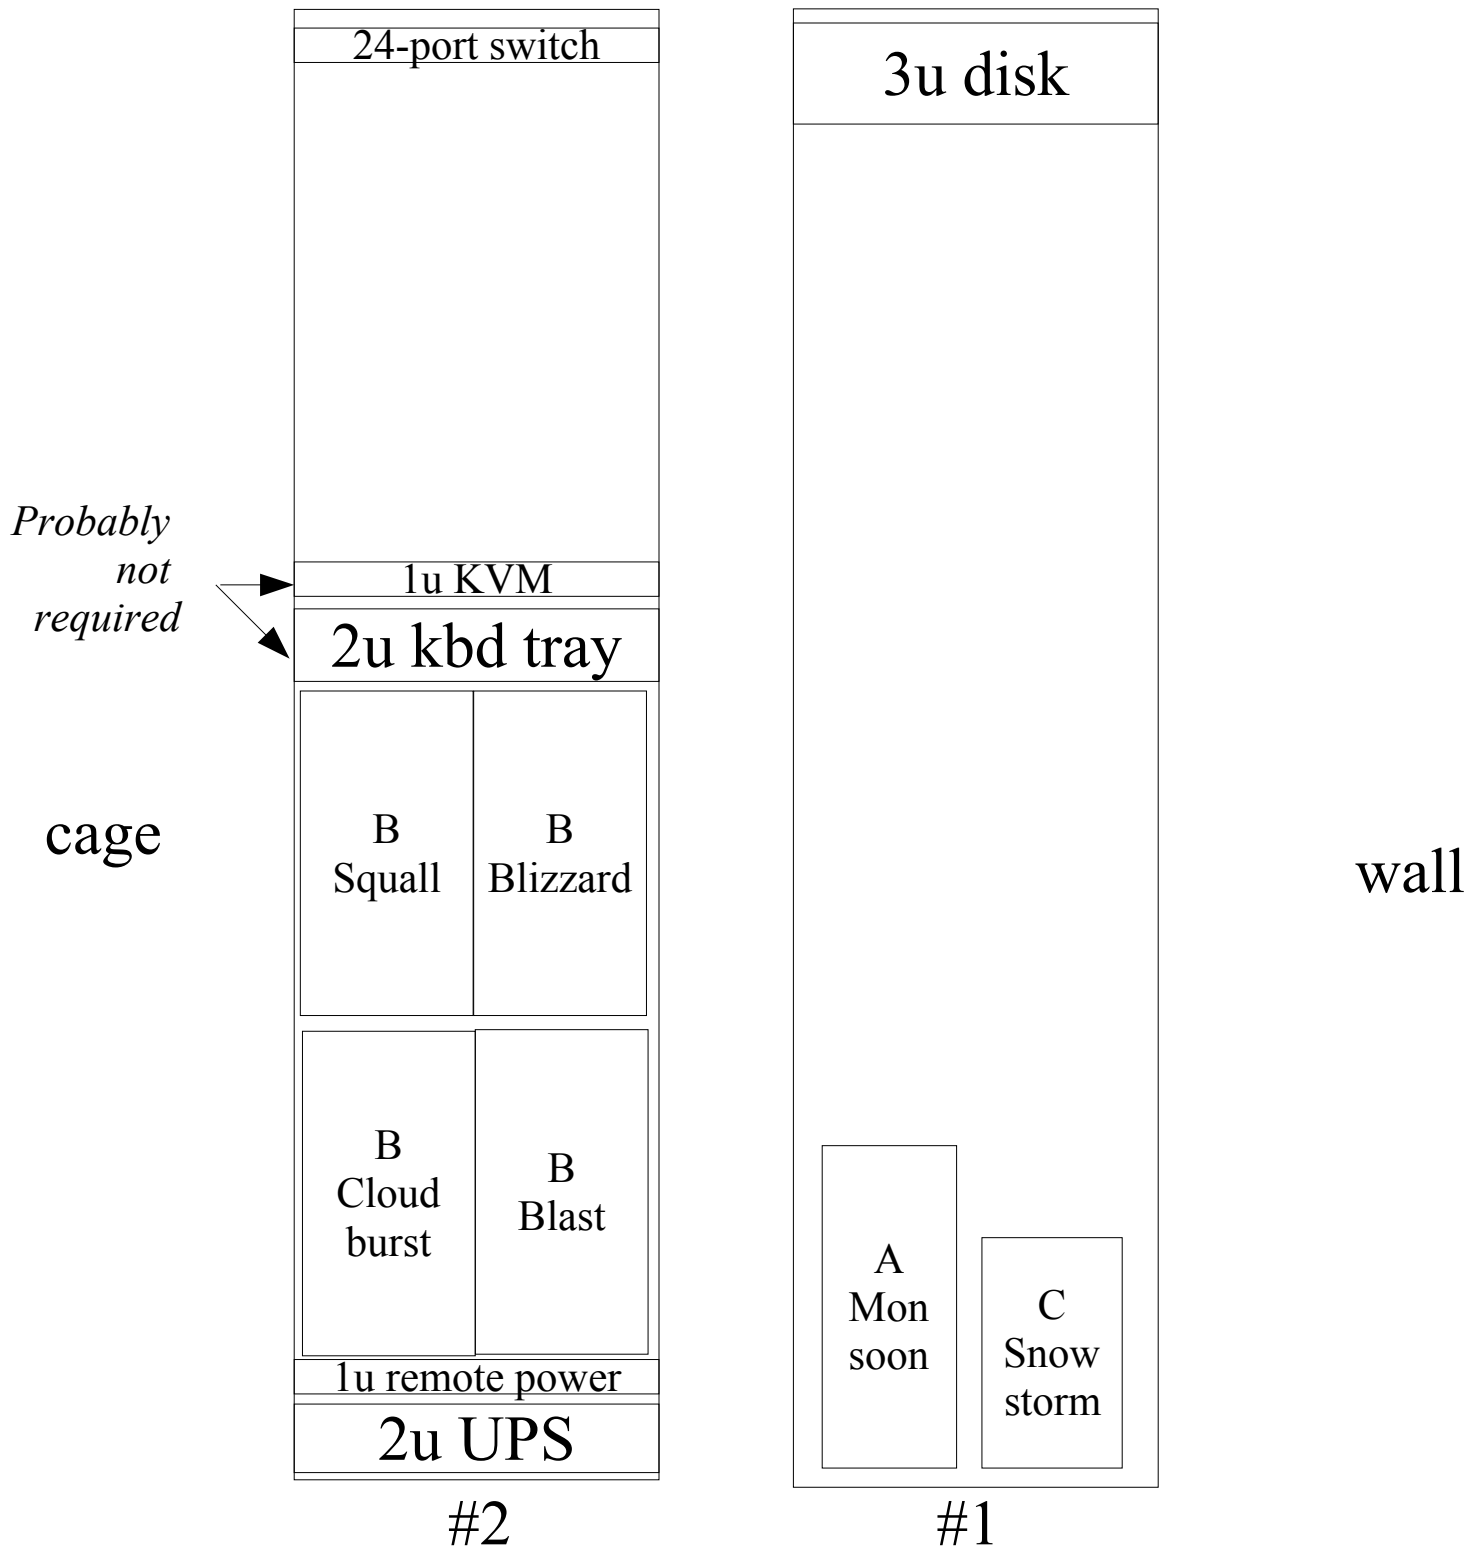 24-port switch
3u disk
Probably
not
required
1u KVM
2u kbd tray
cage
B
Squall
B
Blizzard
wall
B
Cloud
burst
B
Blast
A
Mon
soon
C
Snow
storm
1u remote power
2u UPS
#2
#1